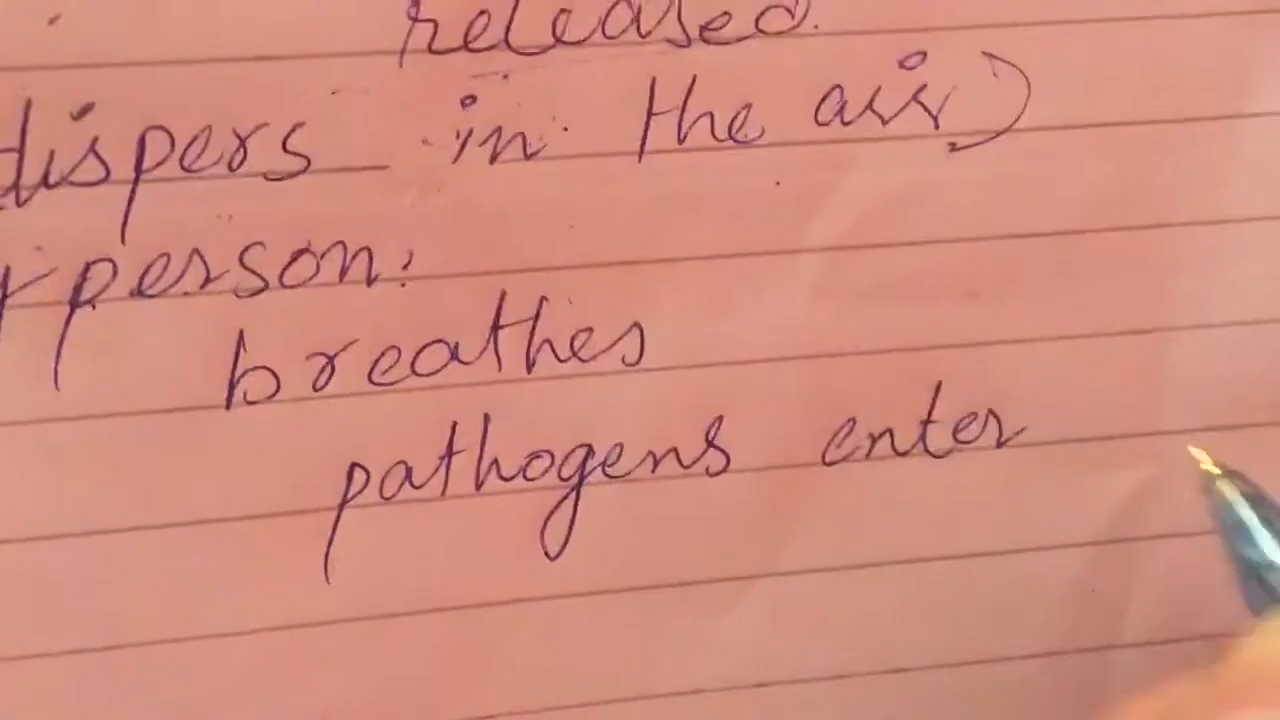 released.
dispers in the air)
person:
breathes
pathogens enter